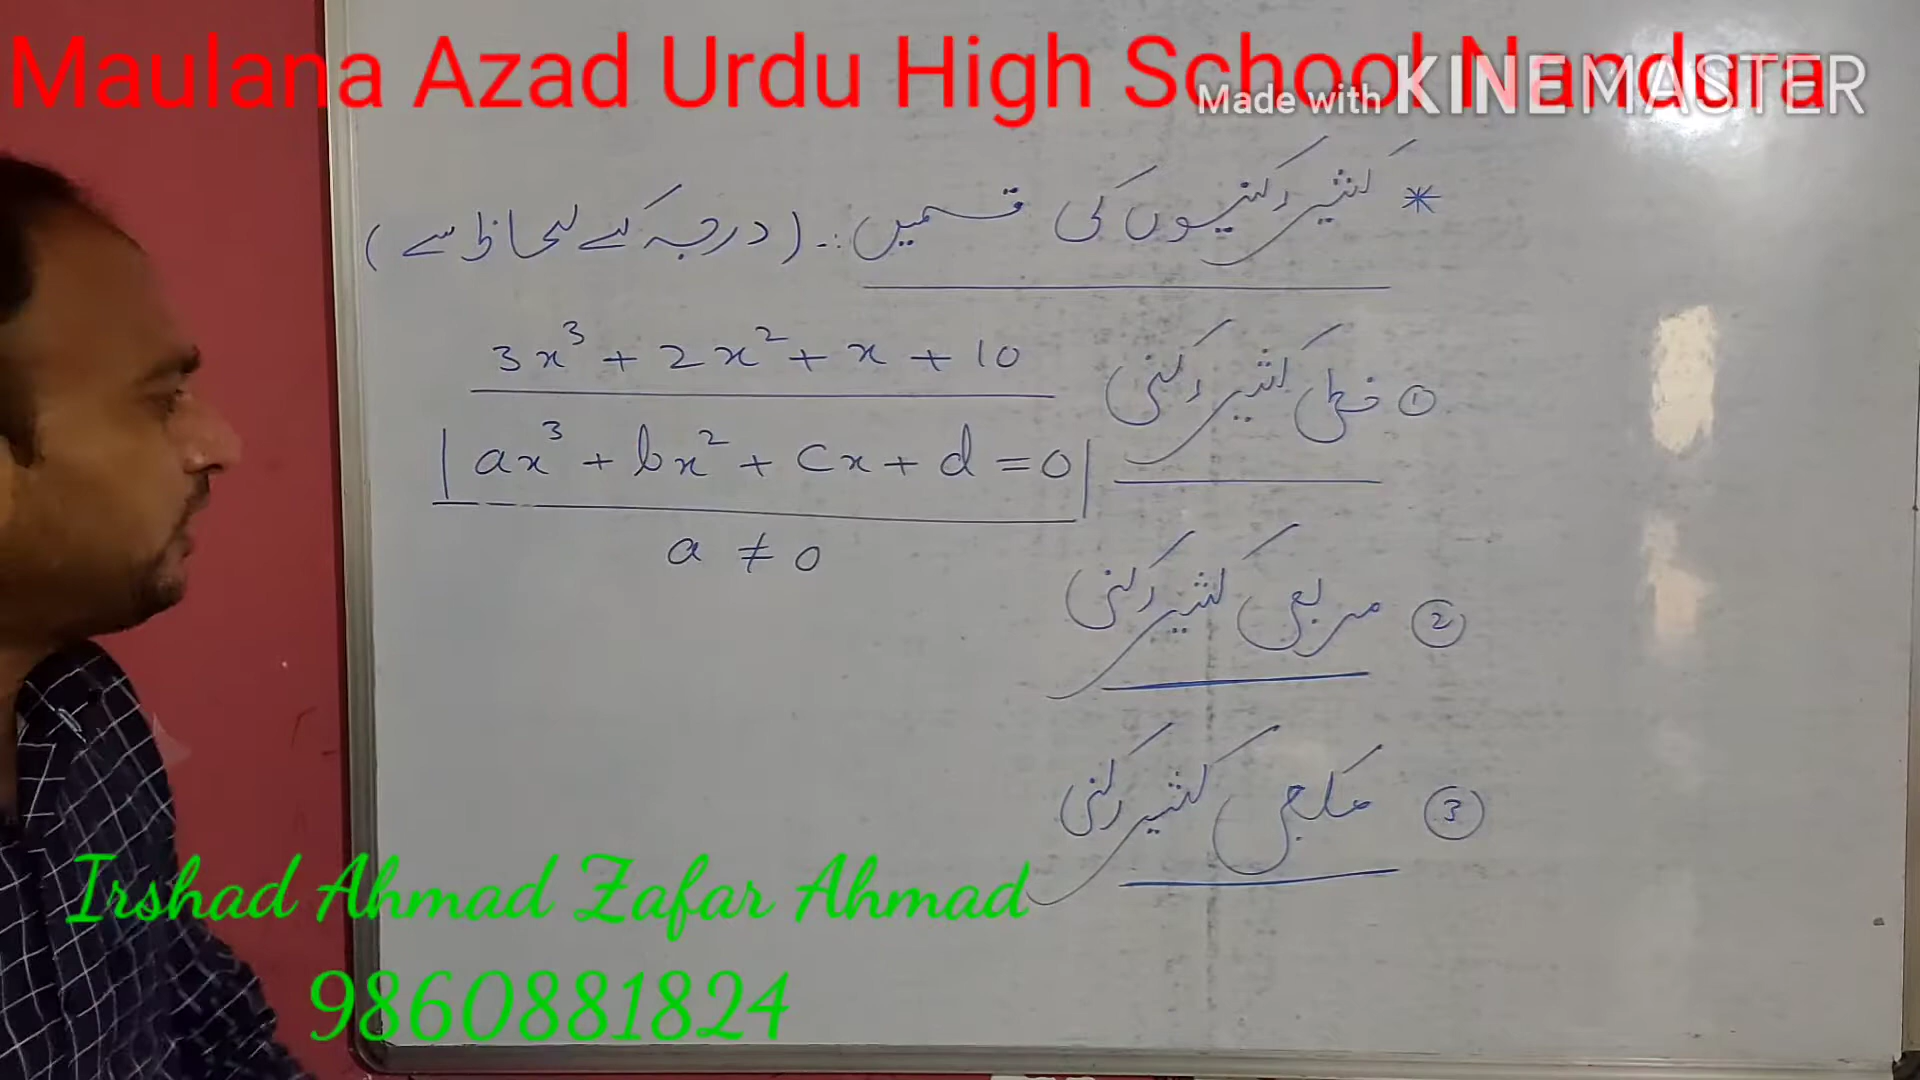 Maulana Azad Urdu High School Nandura
Made with KINEMASTER
* کثیر رکنیوں کی قسمیں :- (درجہ کے لحاظ سے)
① خطی کثیر رکنی
3x³ + 2x² + x + 10
ax³ + bx² + cx + d = 0
a ≠ 0
② مربعی کثیر رکنی
③ کثیر رکنی
Irshad Ahmad Zafar Ahmad
9860881824